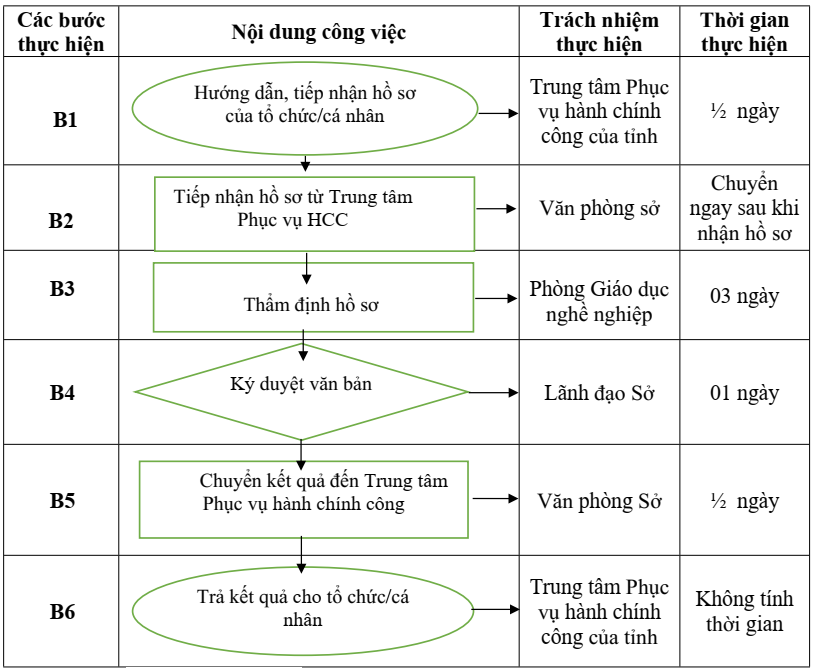 Các bước
thực hiện
Nội dung công việc
Trách nhiệm
thực hiện
Thời gian
thực hiện
B1
Hướng dẫn, tiếp nhận hồ sơ
của tổ chức/cá nhân
Trung tâm Phục
vụ hành chính
công của tỉnh
½ ngày
B2
Tiếp nhận hồ sơ từ Trung tâm
Phục vụ HCC
Văn phòng sở
Chuyển
ngay sau khi
nhận hồ sơ
B3
Thẩm định hồ sơ
Phòng Giáo dục
nghề nghiệp
03 ngày
B4
Ký duyệt văn bản
Lãnh đạo Sở
01 ngày
B5
Chuyển kết quả đến Trung tâm
Phục vụ hành chính công
Văn phòng Sở
½ ngày
B6
Trả kết quả cho tổ chức/cá
nhân
Trung tâm Phục
vụ hành chính
công của tỉnh
Không tính
thời gian